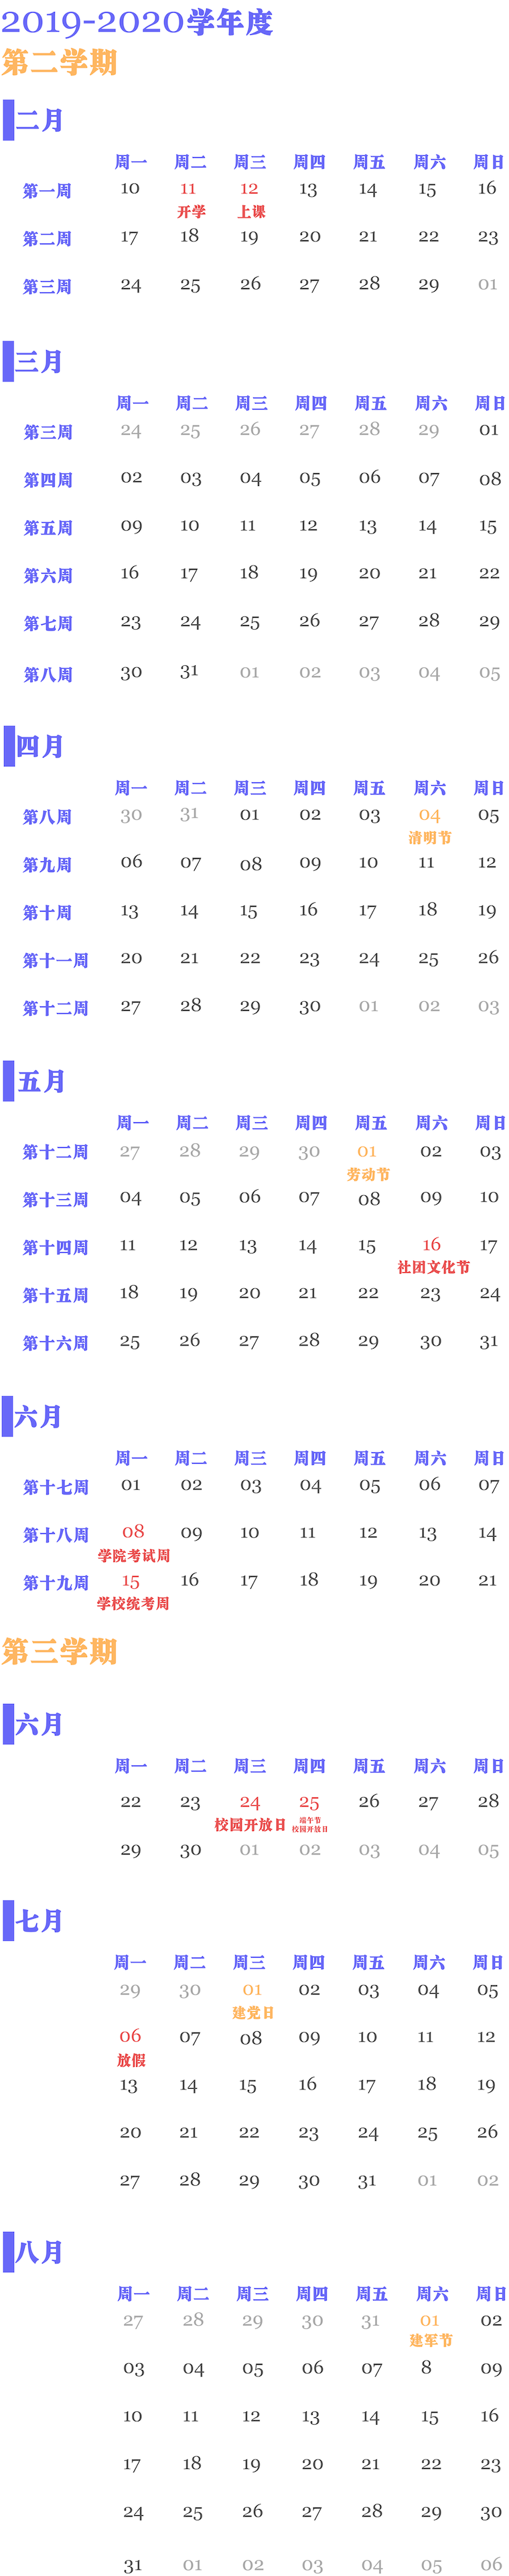 2019-2020学年度
第二学期
二月
周一 周二 周三 周四 周五 周六 周日
第一周 10 11 12 13 14 15 16
开学 上课
第二周 17 18 19 20 21 22 23
第三周 24 25 26 27 28 29 01
三月
周一 周二 周三 周四 周五 周六 周日
第三周 24 25 26 27 28 29 01
第四周 02 03 04 05 06 07 08
第五周 09 10 11 12 13 14 15
第六周 16 17 18 19 20 21 22
第七周 23 24 25 26 27 28 29
第八周 30 31 01 02 03 04 05
四月
周一 周二 周三 周四 周五 周六 周日
第八周 30 31 01 02 03 04 05
清明节
第九周 06 07 08 09 10 11 12
第十周 13 14 15 16 17 18 19
第十一周 20 21 22 23 24 25 26
第十二周 27 28 29 30 01 02 03
五月
周一 周二 周三 周四 周五 周六 周日
第十二周 27 28 29 30 01 02 03
劳动节
第十三周 04 05 06 07 08 09 10
第十四周 11 12 13 14 15 16 17
社团文化节
第十五周 18 19 20 21 22 23 24
第十六周 25 26 27 28 29 30 31
六月
周一 周二 周三 周四 周五 周六 周日
第十七周 01 02 03 04 05 06 07
第十八周 08 09 10 11 12 13 14
学院考试周
第十九周 15 16 17 18 19 20 21
学校统考周
第三学期
六月
周一 周二 周三 周四 周五 周六 周日
22 23 24 25 26 27 28
校园开放日 端午节
校园开放日
29 30 01 02 03 04 05
七月
周一 周二 周三 周四 周五 周六 周日
29 30 01 02 03 04 05
建党日
06 07 08 09 10 11 12
放假
13 14 15 16 17 18 19
20 21 22 23 24 25 26
27 28 29 30 31 01 02
八月
周一 周二 周三 周四 周五 周六 周日
27 28 29 30 31 01 02
建军节
03 04 05 06 07 8 09
10 11 12 13 14 15 16
17 18 19 20 21 22 23
24 25 26 27 28 29 30
31 01 02 03 04 05 06